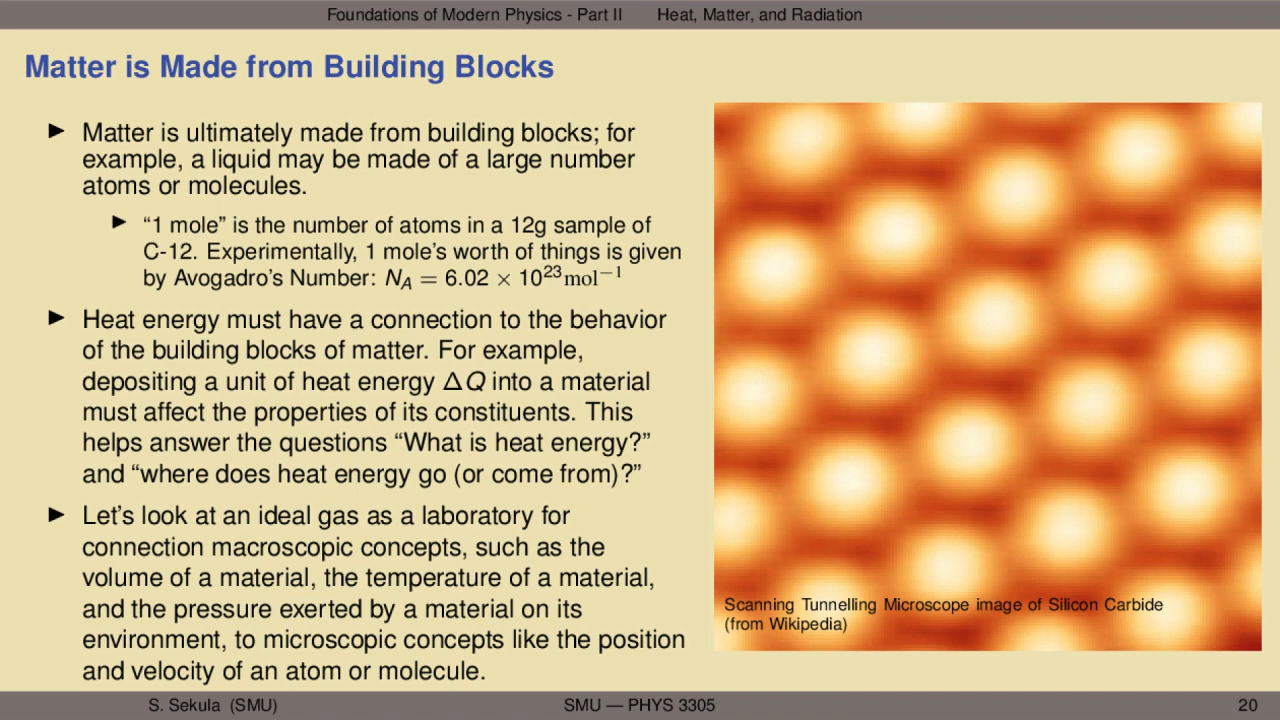 Foundations of Modern Physics - Part II Heat, Matter, and Radiation
Matter is Made from Building Blocks
▶ Matter is ultimately made from building blocks; for
example, a liquid may be made of a large number
atoms or molecules.
▶ “1 mole” is the number of atoms in a 12g sample of
C-12. Experimentally, 1 mole’s worth of things is given
by Avogadro’s Number: N_A = 6.02 × 10²³ mol⁻¹
▶ Heat energy must have a connection to the behavior
of the building blocks of matter. For example,
depositing a unit of heat energy ΔQ into a material
must affect the properties of its constituents. This
helps answer the questions “What is heat energy?”
and “where does heat energy go (or come from)?”
▶ Let’s look at an ideal gas as a laboratory for
connection macroscopic concepts, such as the
volume of a material, the temperature of a material,
and the pressure exerted by a material on its
environment, to microscopic concepts like the position
and velocity of an atom or molecule.
Scanning Tunnelling Microscope image of Silicon Carbide
(from Wikipedia)
S. Sekula (SMU) SMU — PHYS 3305 20